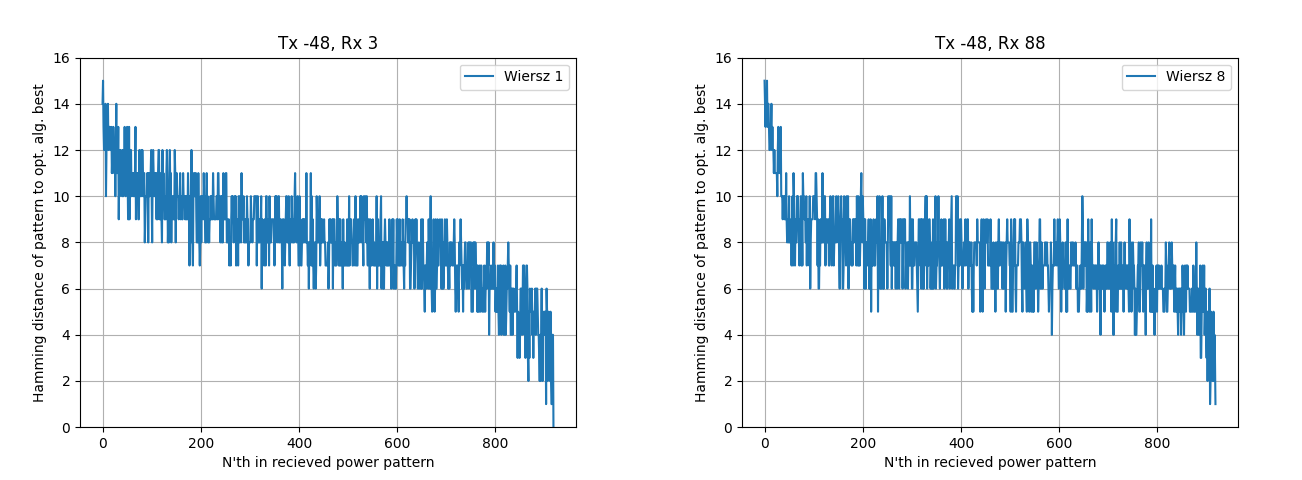 Tx -48, Rx 3
Wiersz 1
Hamming distance of pattern to opt. alg. best
16
14
12
10
8
6
4
2
0
0 200 400 600 800
N'th in recieved power pattern
Tx -48, Rx 88
Wiersz 8
Hamming distance of pattern to opt. alg. best
16
14
12
10
8
6
4
2
0
0 200 400 600 800
N'th in recieved power pattern